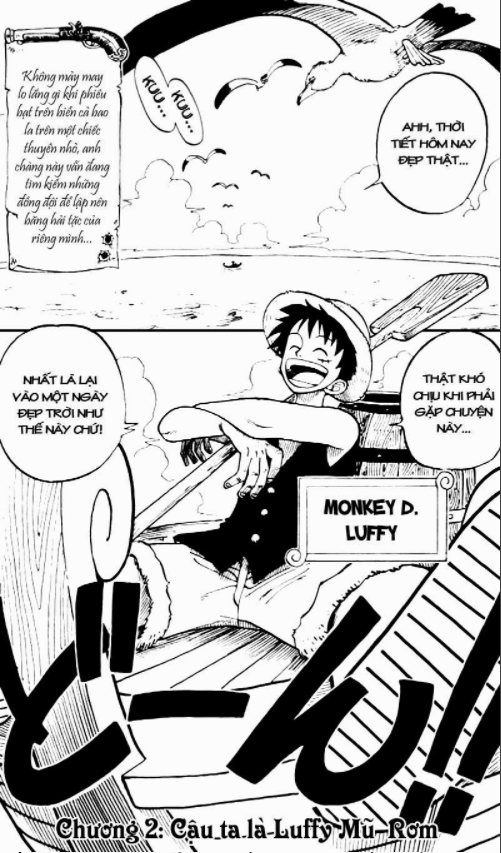 Không mảy may
lo lắng gì khi phiêu
bạt trên biển cả bao
la trên một chiếc
thuyền nhỏ, anh
chàng này vẫn đang
tìm kiếm những
đồng đội để lập nên
băng hải tặc của
riêng mình...
KUU...
KUU...
AHH, THỜI
TIẾT HÔM NAY
ĐẸP THẬT...
NHẤT LÀ LẠI
VÀO MỘT NGÀY
ĐẸP TRỜI NHƯ
THẾ NÀY CHỨ!
THẬT KHÓ
CHỊU KHI PHẢI
GẶP CHUYỆN
NÀY...
MONKEY D.
LUFFY
どーん!!
Chương 2: Cậu ta là Luffy Mũ Rơm